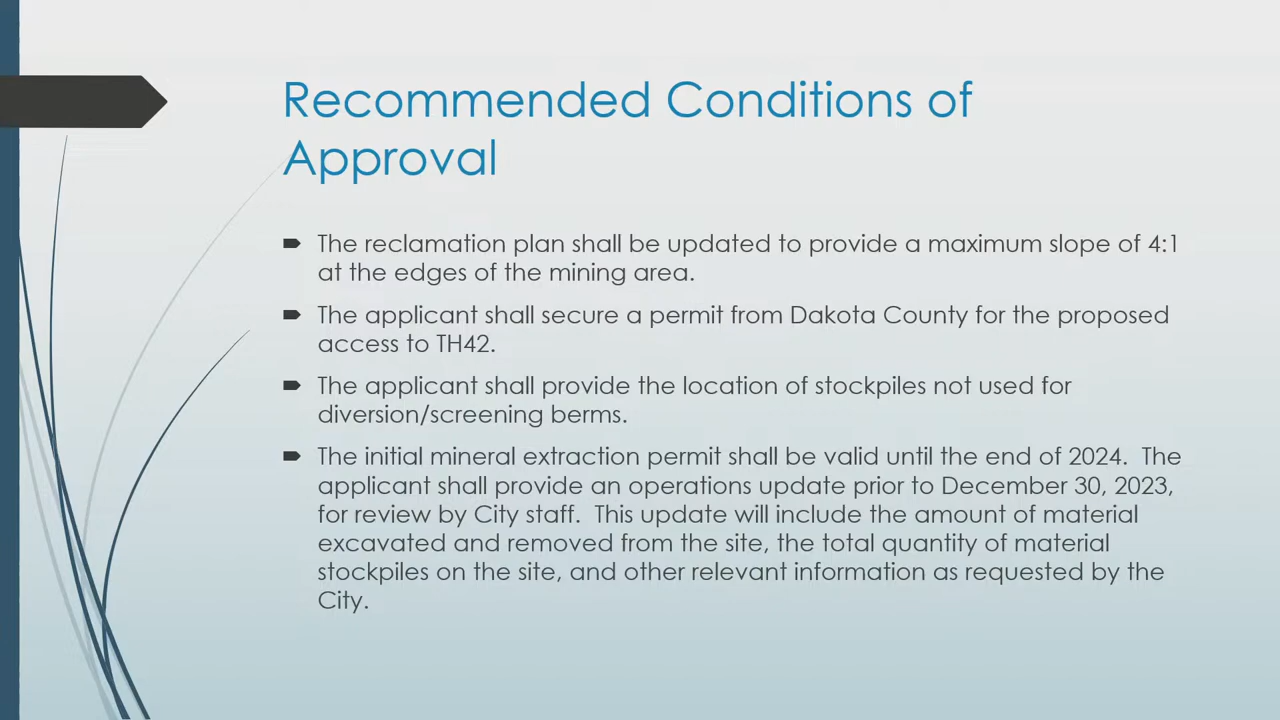 Recommended Conditions of
Approval
The reclamation plan shall be updated to provide a maximum slope of 4:1
at the edges of the mining area.
The applicant shall secure a permit from Dakota County for the proposed
access to TH42.
The applicant shall provide the location of stockpiles not used for
diversion/screening berms.
The initial mineral extraction permit shall be valid until the end of 2024.  The
applicant shall provide an operations update prior to December 30, 2023,
for review by City staff.  This update will include the amount of material
excavated and removed from the site, the total quantity of material
stockpiles on the site, and other relevant information as requested by the
City.